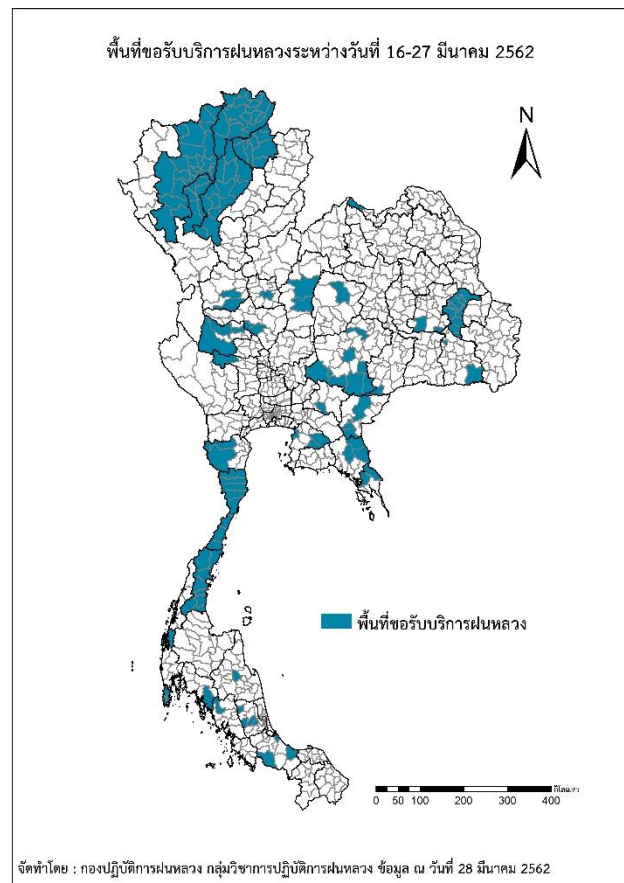 พื้นที่ขอรับบริการฝนหลวงระหว่างวันที่ 16-27 มีนาคม 2562
N
พื้นที่ขอรับบริการฝนหลวง
กิโลเมตร
0 25 50 100 200 300 400
จัดทำโดย : กองปฏิบัติการฝนหลวง กลุ่มวิชาการปฏิบัติการฝนหลวง ข้อมูล ณ วันที่ 28 มีนาคม 2562